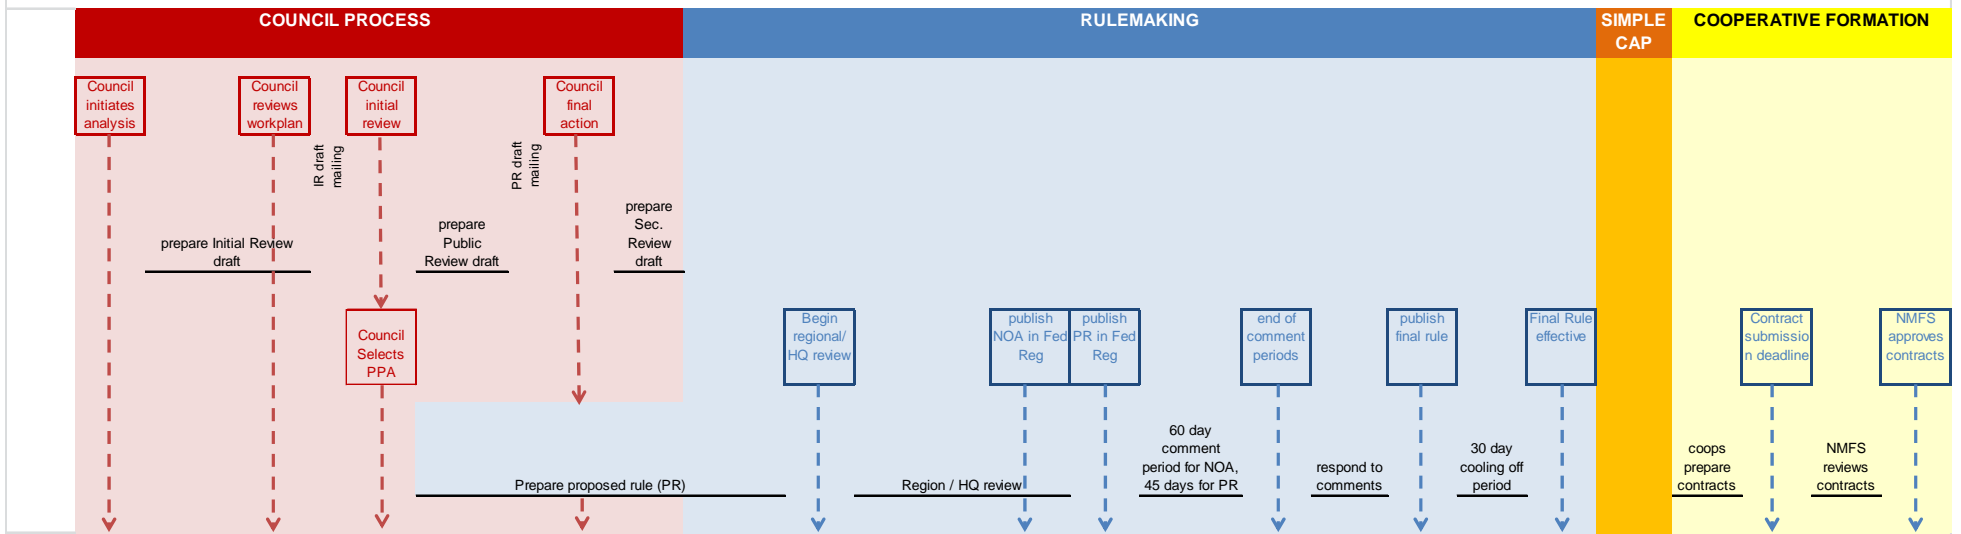 COUNCIL PROCESS
RULEMAKING
SIMPLE
CAP
COOPERATIVE FORMATION
Council
initiates
analysis
Council
reviews
workplan
Council
initial
review
Council
final
action
IR draft
mailing
PR draft
mailing
prepare Initial Review
draft
prepare
Public
Review draft
prepare
Sec.
Review
draft
Council
Selects
PPA
Begin
regional/
HQ review
publish
NOA in Fed
Reg
publish
PR in Fed
Reg
end of
comment
periods
publish
final rule
Final Rule
effective
Contract
submissio
n deadline
NMFS
approves
contracts
Prepare proposed rule (PR)
Region / HQ review
60 day
comment
period for NOA,
45 days for PR
respond to
comments
30 day
cooling off
period
coops
prepare
contracts
NMFS
reviews
contracts